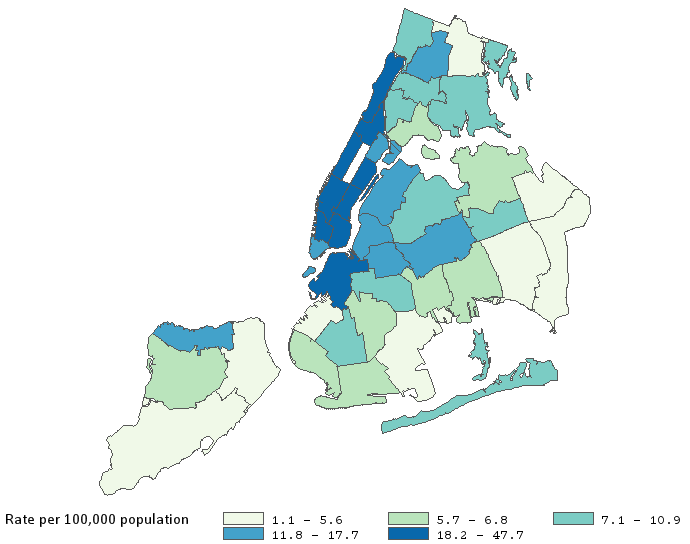 Rate per 100,000 population 1.1 - 5.6 5.7 - 6.8 7.1 - 10.9
11.8 - 17.7 18.2 - 47.7